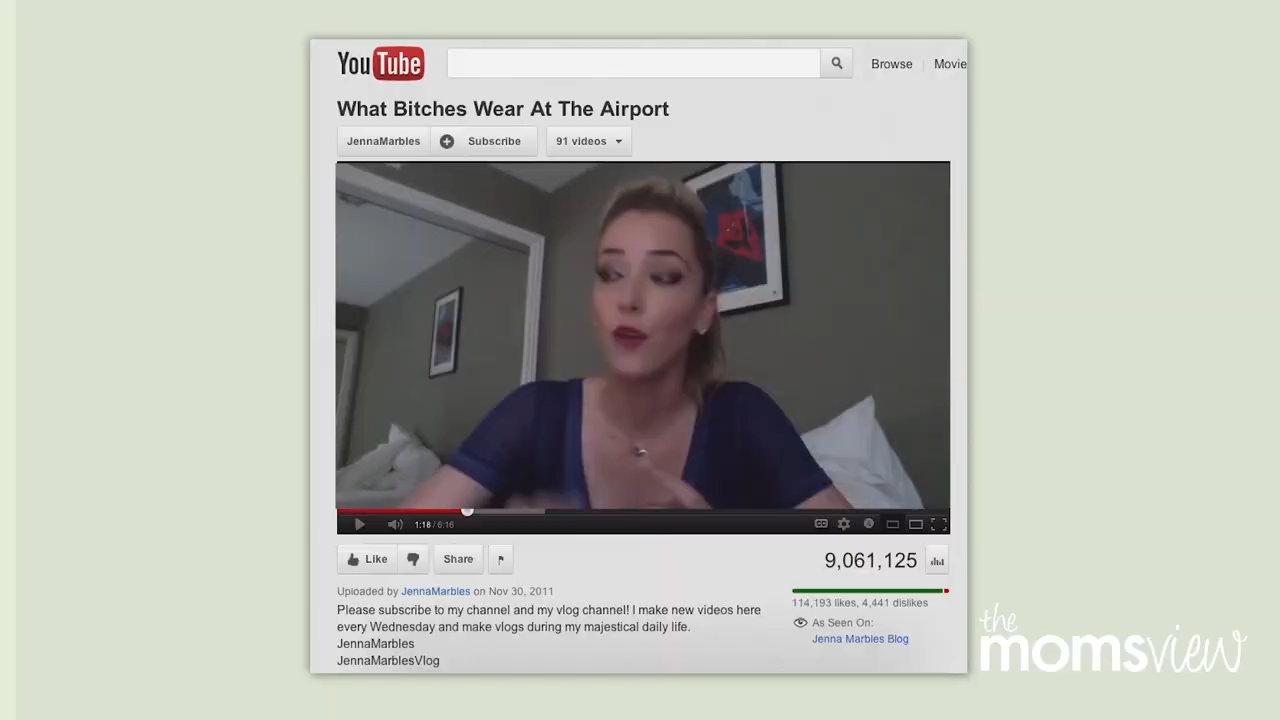 YouTube
Browse
Movie
What Bitches Wear At The Airport
JennaMarbles
Subscribe
91 videos
1:18 / 6:16
CC
Like
Share
9,061,125
Uploaded by JennaMarbles on Nov 30, 2011
114,193 likes, 4,441 dislikes
Please subscribe to my channel and my vlog channel! I make new videos here
every Wednesday and make vlogs during my majestical daily life.
JennaMarbles
JennaMarblesVlog
As Seen On:
Jenna Marbles Blog
the
momsview